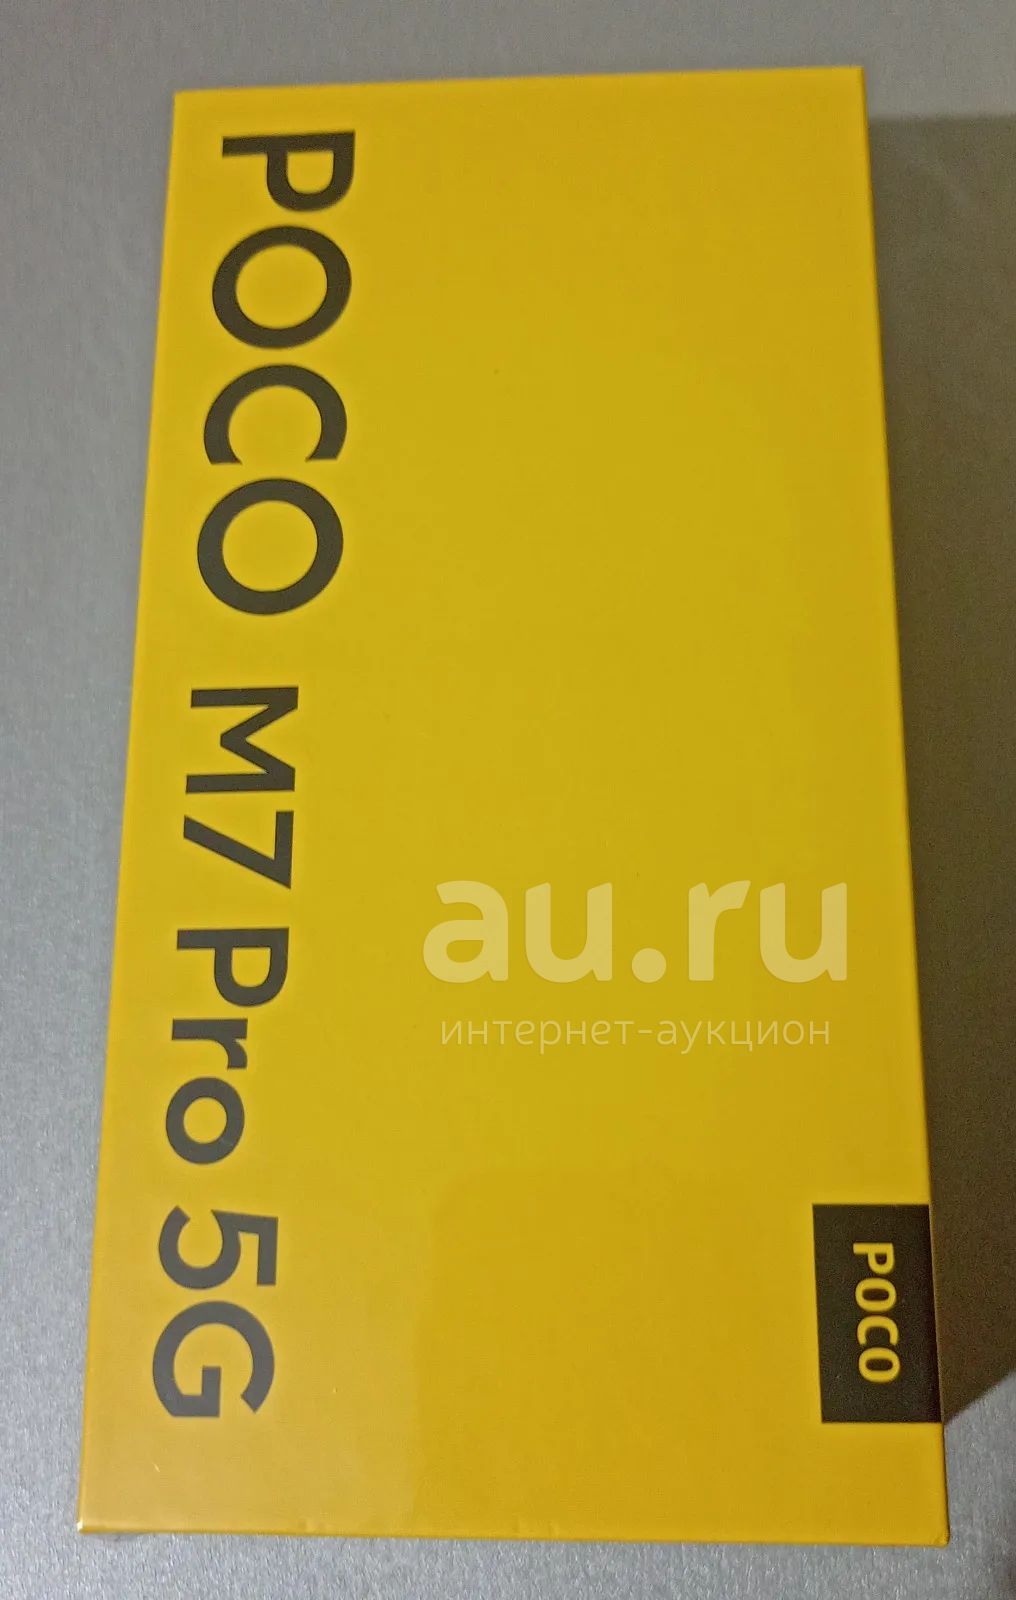 POCO M7 Pro 5G
au.ru
интернет-аукцион
POCO